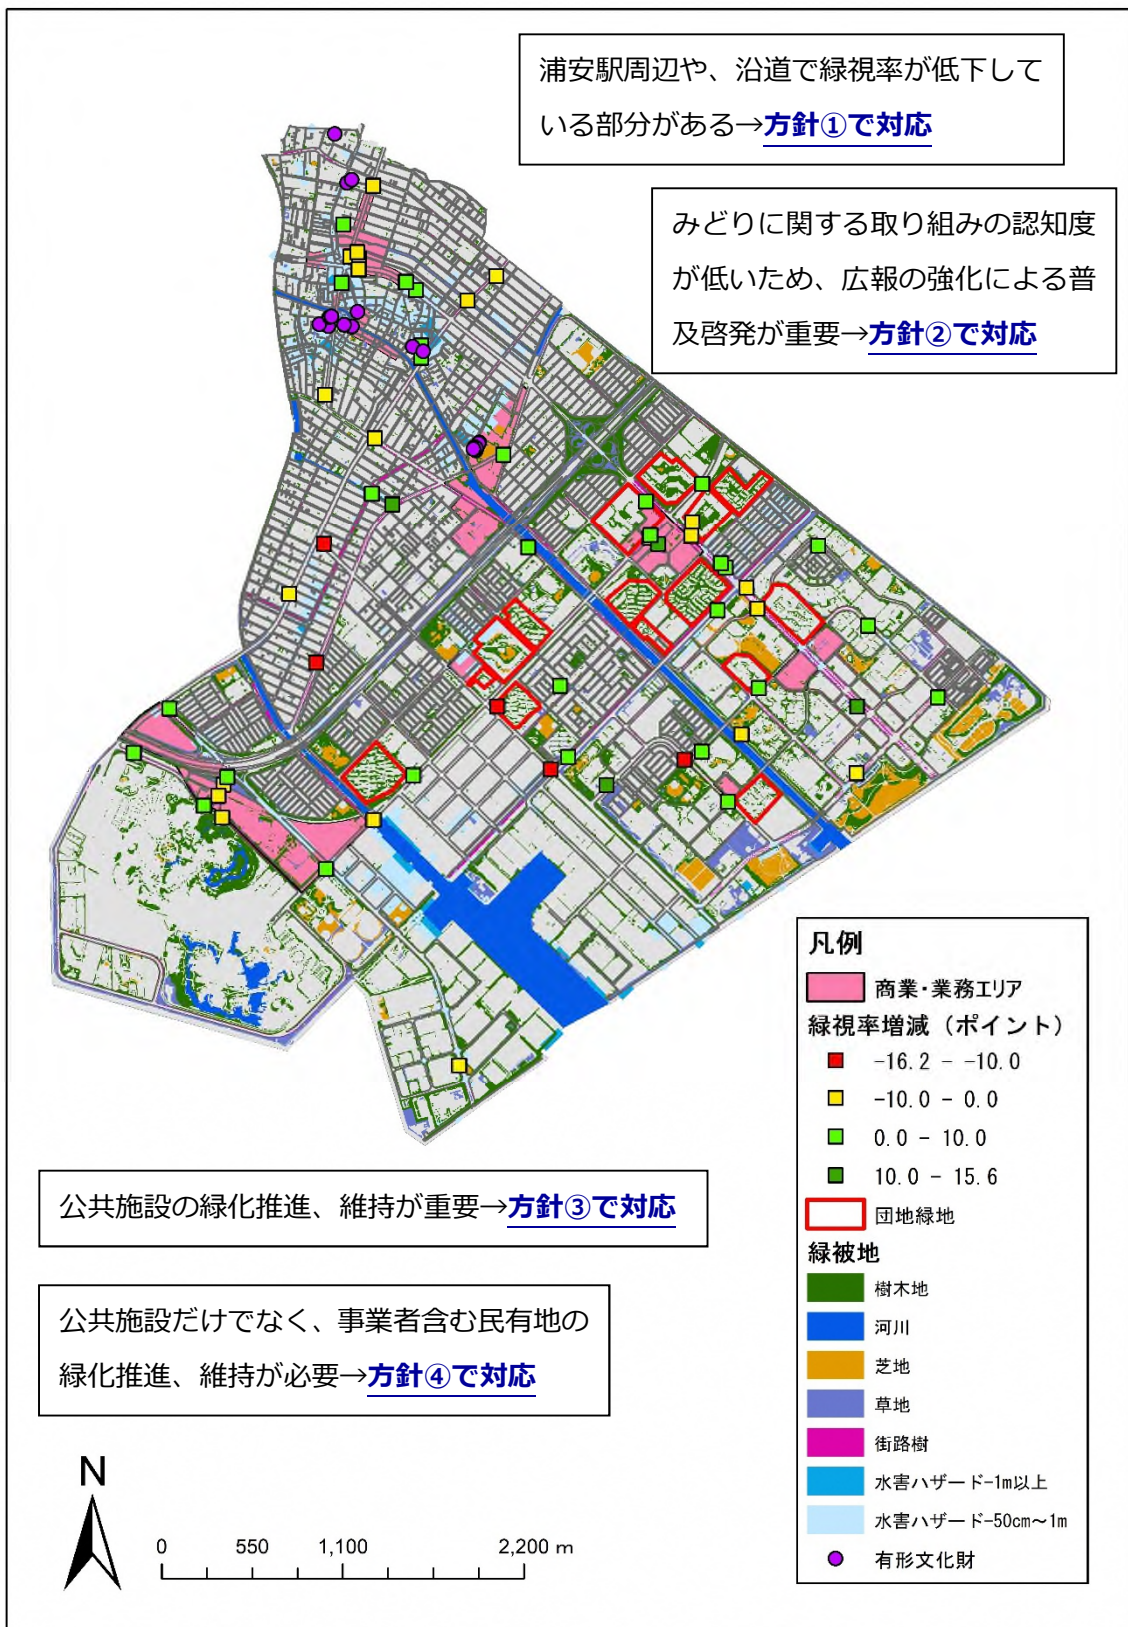 浦安駅周辺や、沿道で緑視率が低下して
いる部分がある→方針①で対応
みどりに関する取り組みの認知度
が低いため、広報の強化による普
及啓発が重要→方針②で対応
公共施設の緑化推進、維持が重要→方針③で対応
公共施設だけでなく、事業者含む民有地の
緑化推進、維持が必要→方針④で対応
N
0 550 1,100 2,200 m
凡例
商業・業務エリア
緑視率増減（ポイント）
-16.2 - -10.0
-10.0 - 0.0
0.0 - 10.0
10.0 - 15.6
団地緑地
緑被地
樹木地
河川
芝地
草地
街路樹
水害ハザード-1m以上
水害ハザード-50cm～1m
有形文化財